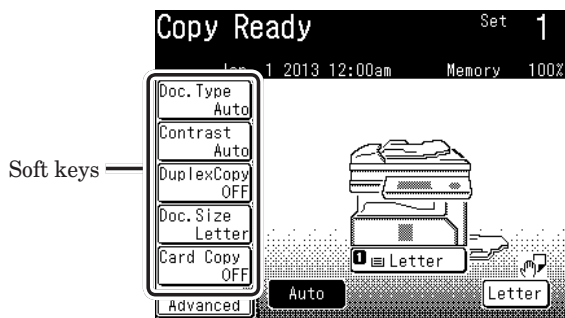 Copy Ready Set 1
Jan 1 2013 12:00am Memory 100%
Doc.Type
Auto
Contrast
Auto
Soft keys
DuplexCopy
OFF
Doc.Size
Letter
Card Copy
OFF
1 Letter
Advanced
Auto
Letter